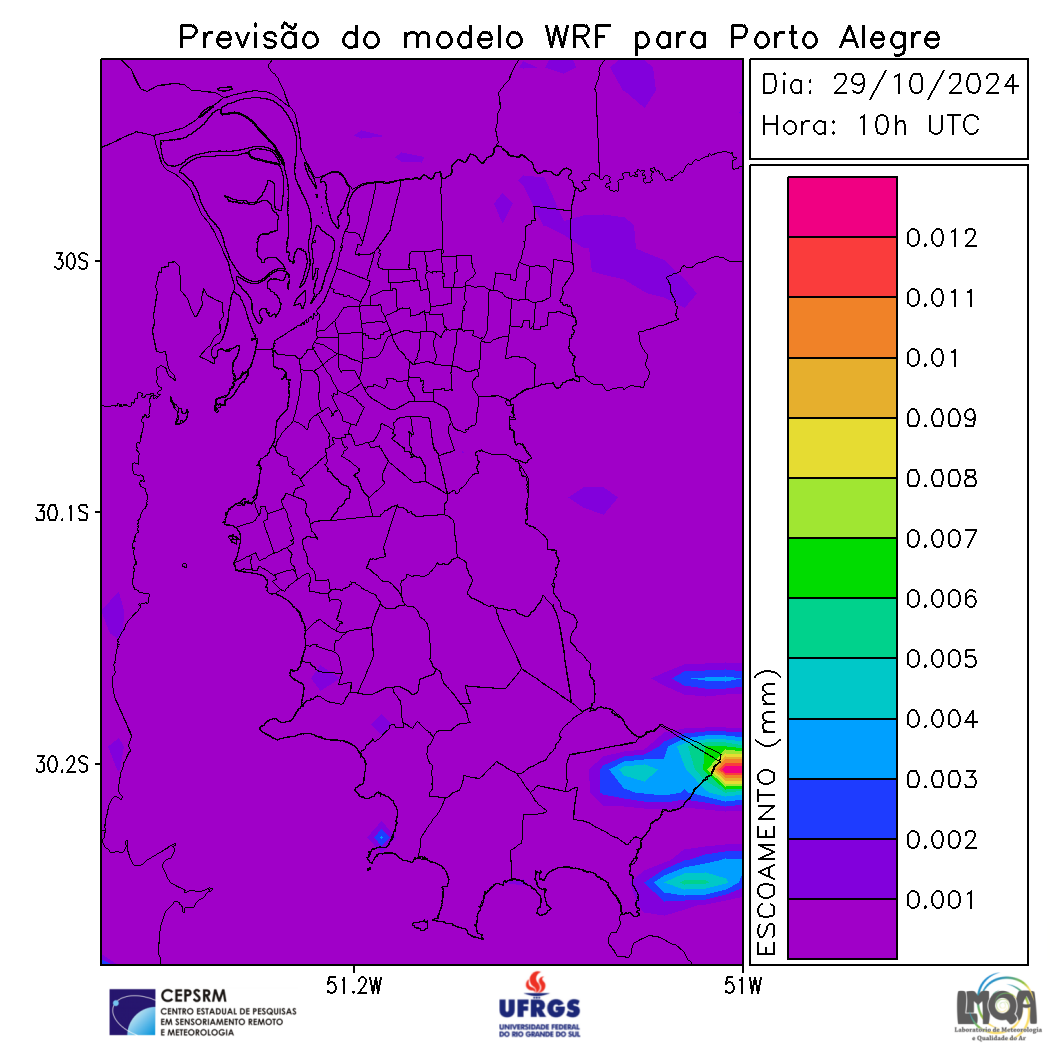 Previsão do modelo WRF para Porto Alegre
Dia: 29/10/2024
Hora: 10h UTC
30S
30.1S
30.2S
51.2W
51W
ESCOAMENTO (mm)
0.012
0.011
0.01
0.009
0.008
0.007
0.006
0.005
0.004
0.003
0.002
0.001
CEPSRM
CENTRO ESTADUAL DE PESQUISAS
EM SENSORIAMENTO REMOTO
E METEOROLOGIA
UFRGS
UNIVERSIDADE FEDERAL
DO RIO GRANDE DO SUL
LMQA
Laboratório de Meteorologia
e Qualidade do Ar